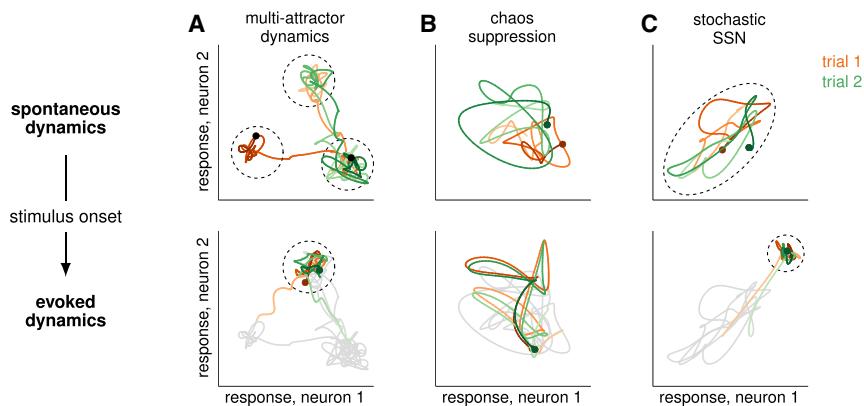 A
multi-attractor
dynamics
B
chaos
suppression
C
stochastic
SSN
trial 1
trial 2
spontaneous
dynamics
response, neuron 2
stimulus onset
evoked
dynamics
response, neuron 2
response, neuron 1
response, neuron 1
response, neuron 1